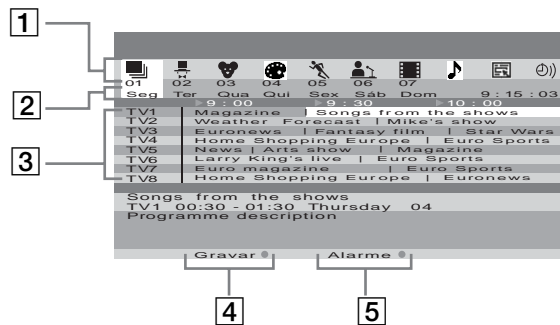 1
01 02 03 04 05 06 07
Seg Ter Qua Qui Sex Sáb Dom 9:15:03
2
9:00 9:30 10:00
TV1 Magazine | Songs from the shows
TV2 Weather Forecast | Mike's show
TV3 Euronews | Fantasy film | Star Wars
3
TV4 Home Shopping Europe | Euro Sports
TV5 News | Arts show | Magazine
TV6 Larry King's live | Euro Sports
TV7 Euro magazine | Euro Sports
TV8 Home Shopping Europe | Euronews
Songs from the shows
TV1 00:30 - 01:30 Thursday 04
Programme description
Gravar Alarme
4 5